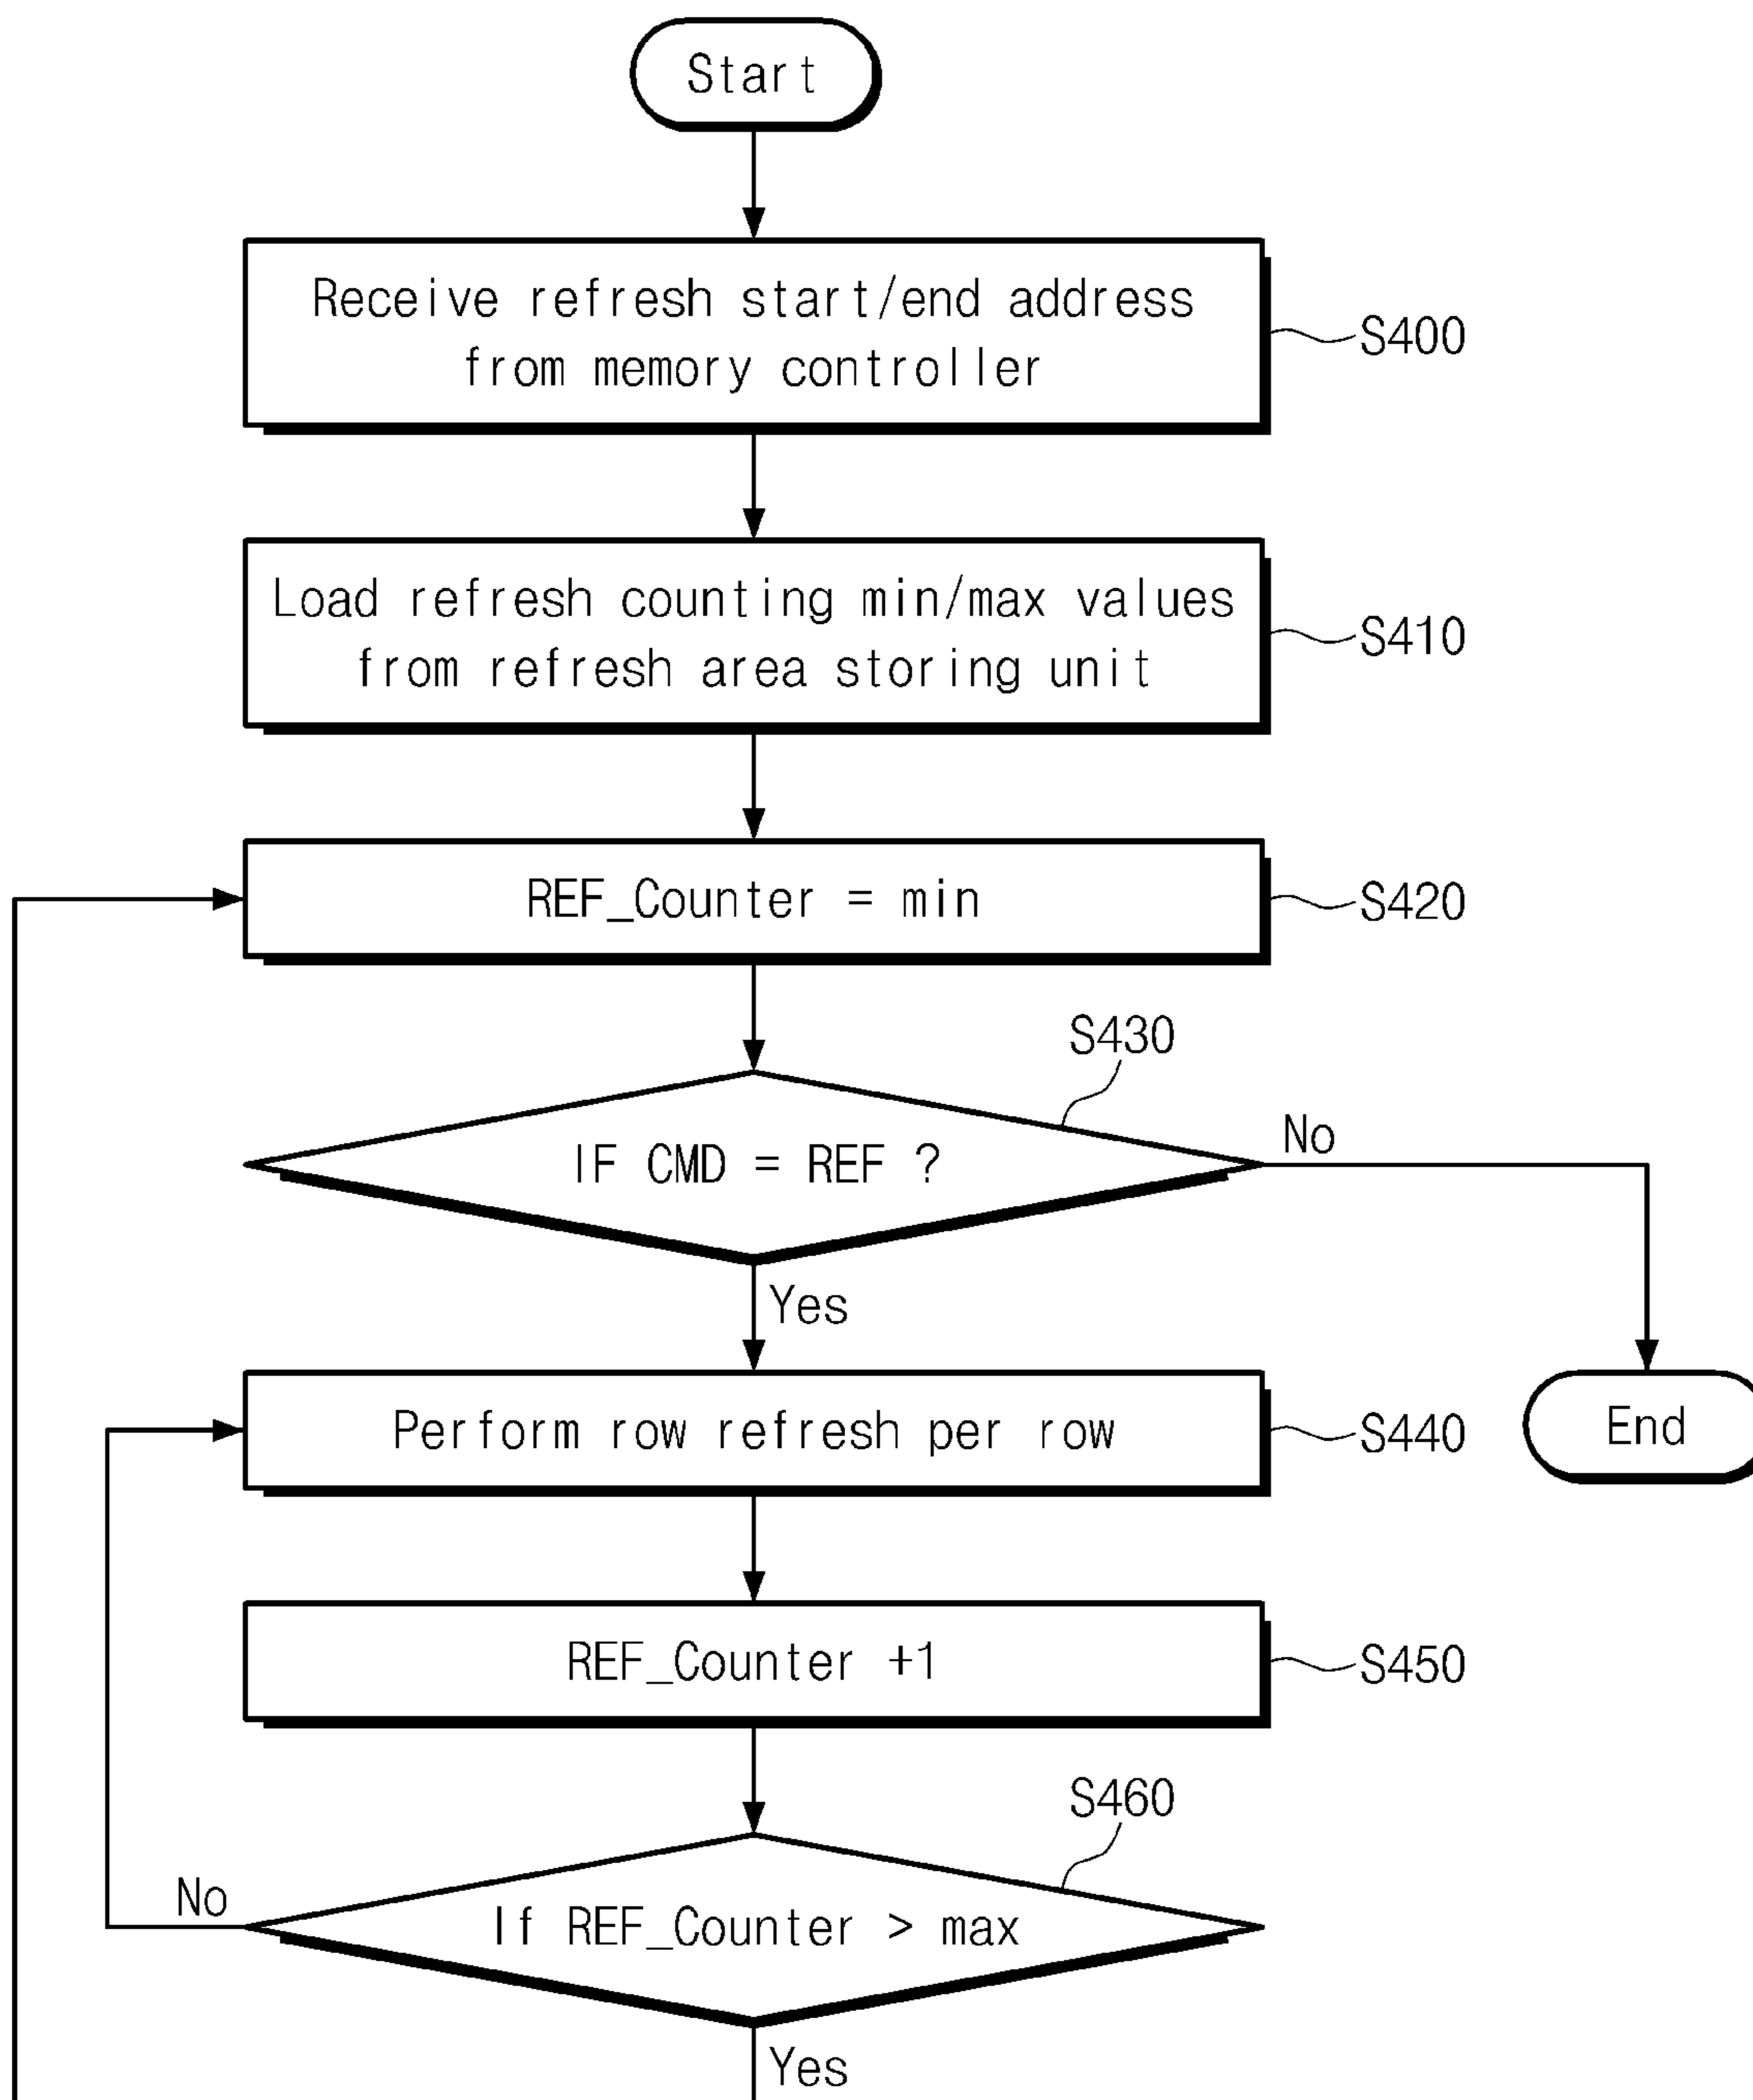 Start
Receive refresh start/end address
from memory controller
S400
Load refresh counting min/max values
from refresh area storing unit
S410
REF_Counter = min
S420
S430
IF CMD = REF ?
No
Yes
Perform row refresh per row
S440
End
REF_Counter +1
S450
S460
If REF_Counter > max
No
Yes